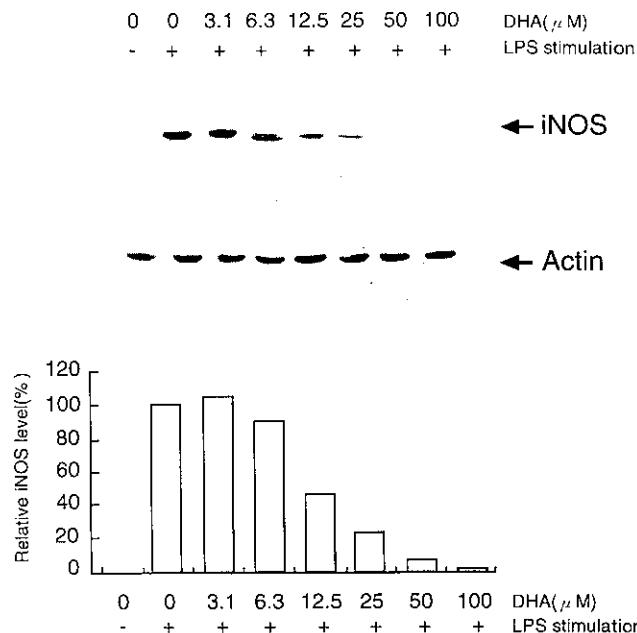 0 0 3.1 6.3 12.5 25 50 100 DHA(μM)
- + + + + + + + LPS stimulation
iNOS
Actin
Relative iNOS level(%)
120
100
80
60
40
20
0
0 0 3.1 6.3 12.5 25 50 100 DHA(μM)
- + + + + + + + LPS stimulation